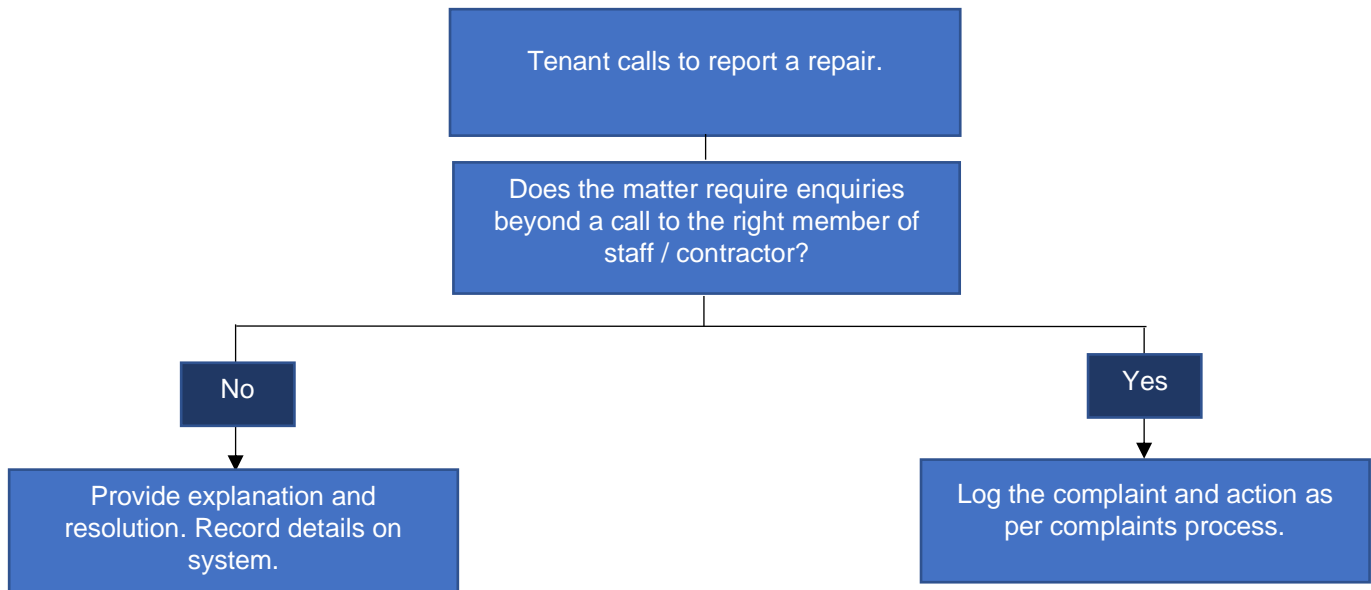 Tenant calls to report a repair.
Does the matter require enquiries
beyond a call to the right member of
staff / contractor?
No
Yes
Provide explanation and
resolution. Record details on
system.
Log the complaint and action as
per complaints process.